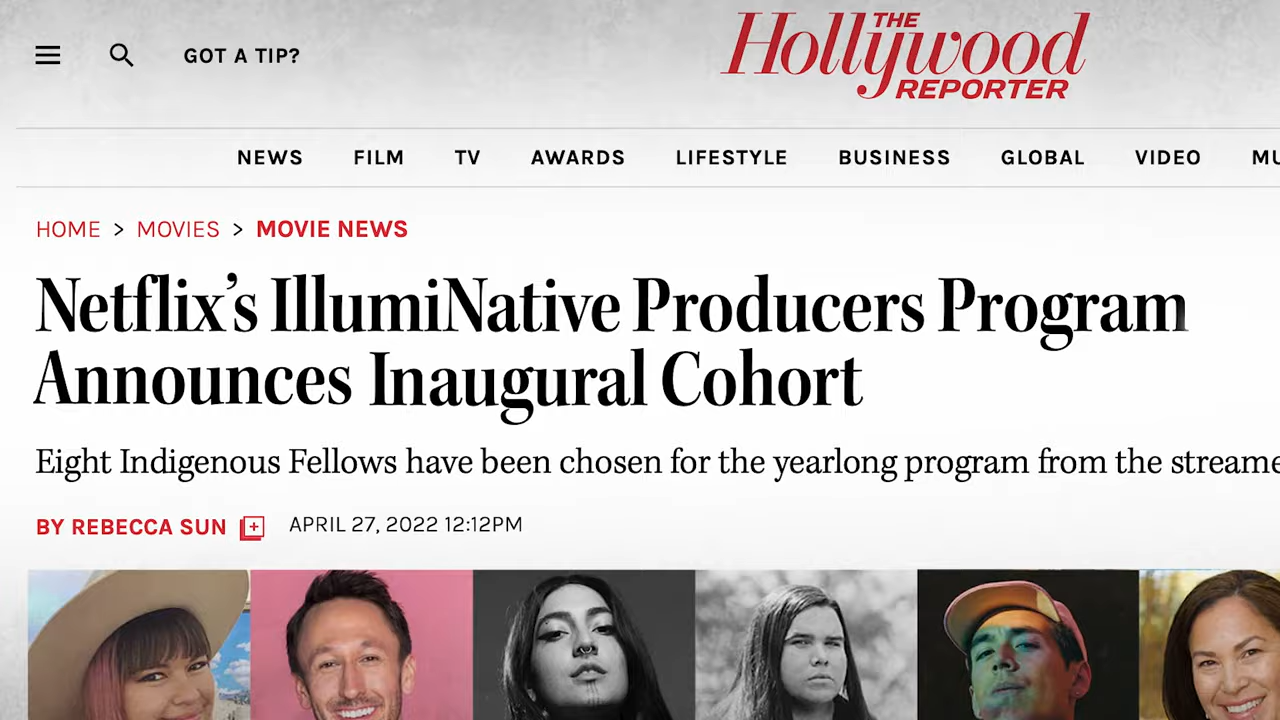 GOT A TIP?
THE
Hollywood
REPORTER
NEWS FILM TV AWARDS LIFESTYLE BUSINESS GLOBAL VIDEO MU
HOME > MOVIES > MOVIE NEWS
Netflix’s IllumiNative Producers Program
Announces Inaugural Cohort
Eight Indigenous Fellows have been chosen for the yearlong program from the streame
BY REBECCA SUN APRIL 27, 2022 12:12PM